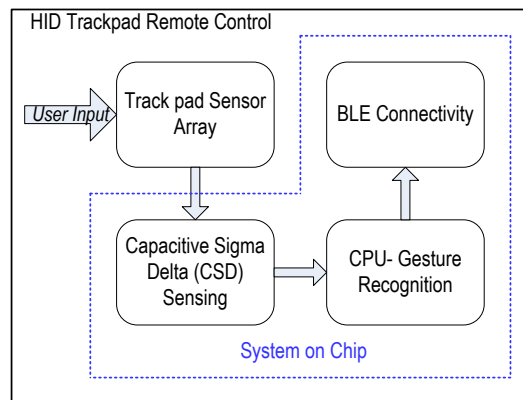 HID Trackpad Remote Control
User Input
Track pad Sensor
Array
BLE Connectivity
Capacitive Sigma
Delta (CSD)
Sensing
CPU- Gesture
Recognition
System on Chip